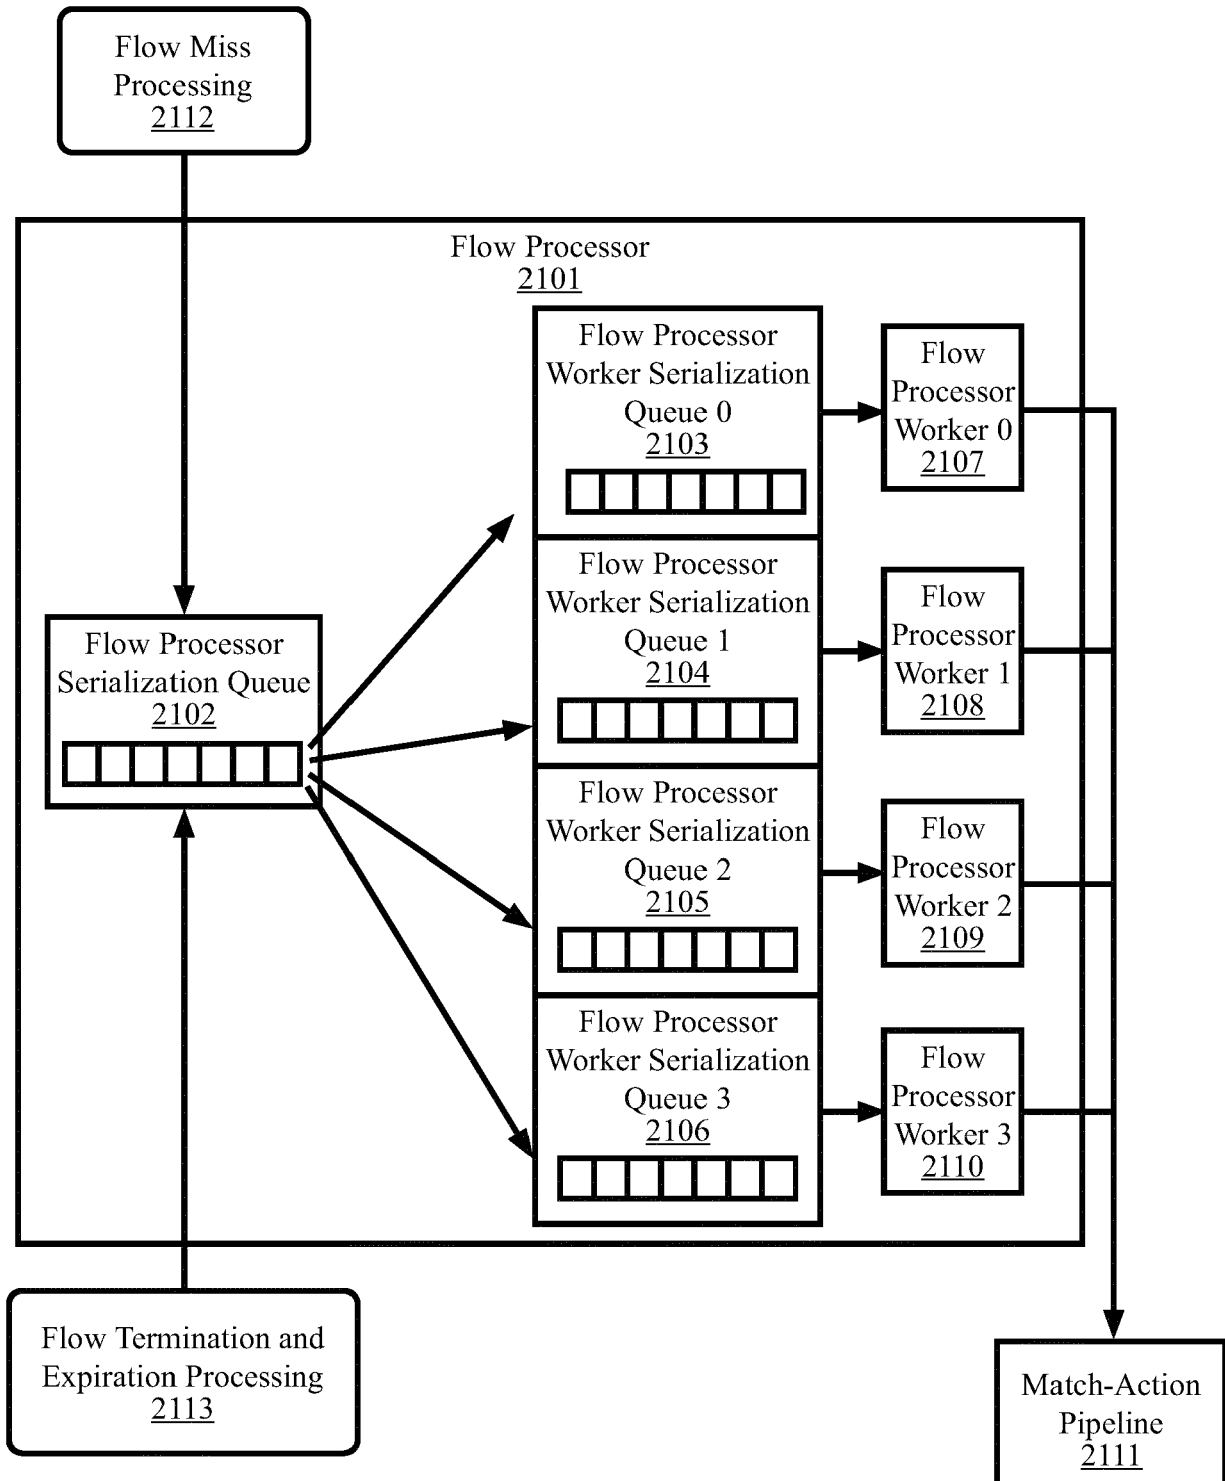 Flow Miss
Processing
2112
Flow Processor
2101
Flow Processor
Worker Serialization
Queue 0
2103
Flow
Processor
Worker 0
2107
Flow Processor
Worker Serialization
Queue 1
2104
Flow
Processor
Worker 1
2108
Flow Processor
Serialization Queue
2102
Flow Processor
Worker Serialization
Queue 2
2105
Flow
Processor
Worker 2
2109
Flow Processor
Worker Serialization
Queue 3
2106
Flow
Processor
Worker 3
2110
Flow Termination and
Expiration Processing
2113
Match-Action
Pipeline
2111